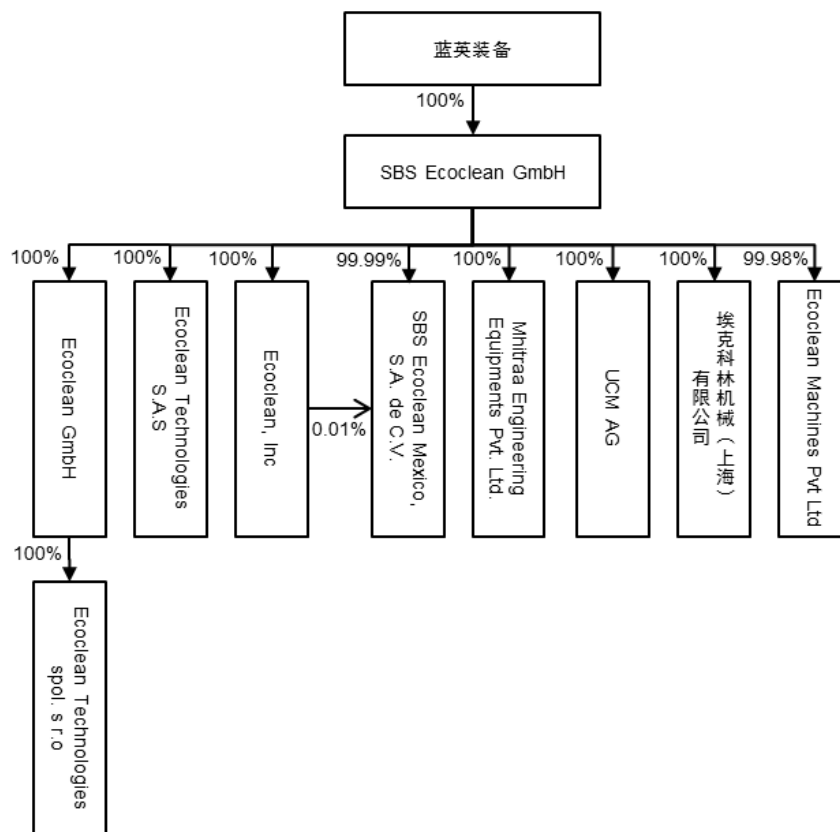 蓝英装备
100%
SBS Ecoclean GmbH
100%
100%
100%
99.99%
100%
100%
100%
99.98%
Ecoclean GmbH
Ecoclean Technologies
S.A.S
Ecoclean, Inc
0.01%
SBS Ecoclean Mexico,
S.A. de C.V.
Mhitraa Engineering
Equipments Pvt. Ltd.
UCM AG
埃克科林机械（上海）
有限公司
Ecoclean Machines Pvt Ltd
100%
Ecoclean Technologies
spol. s r.o